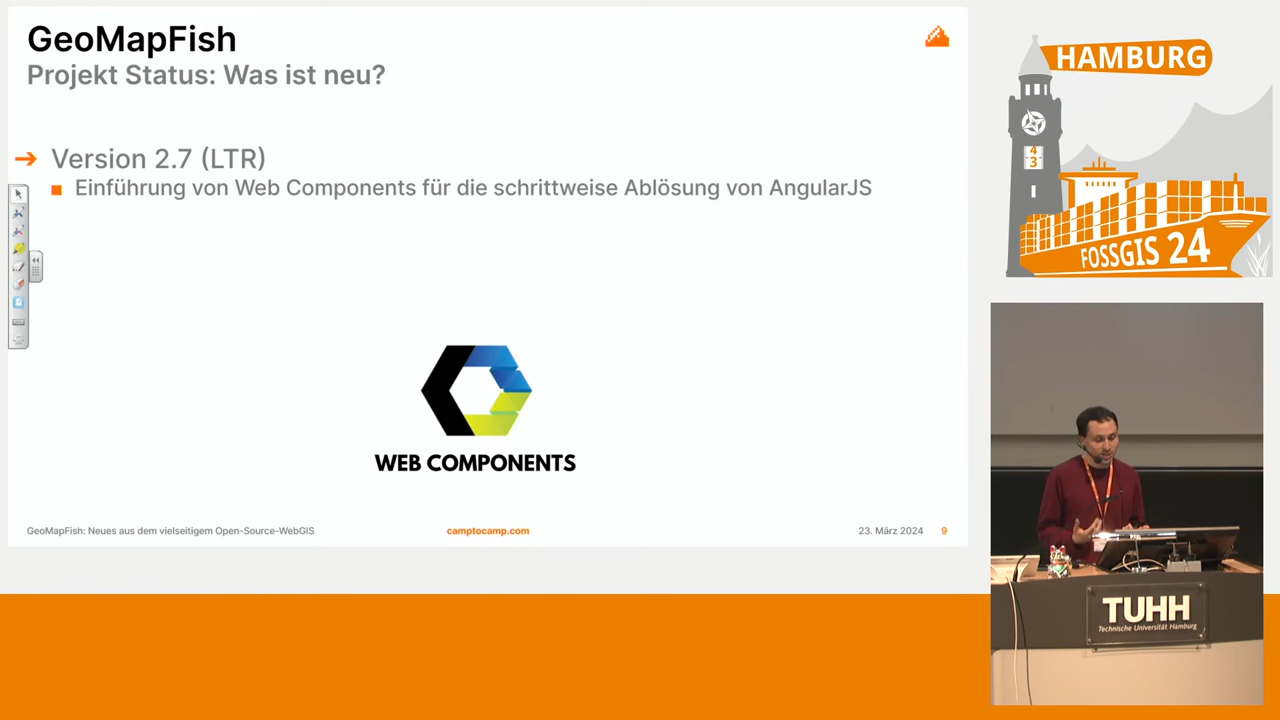 GeoMapFish
Projekt Status: Was ist neu?
➔ Version 2.7 (LTR)
Einführung von Web Components für die schrittweise Ablösung von AngularJS
WEB COMPONENTS
GeoMapFish: Neues aus dem vielseitigem Open-Source-WebGIS
camptocamp.com
23. März 2024
9
HAMBURG
4
3
FOSSGIS 24
TUHH
Technische Universität Hamburg